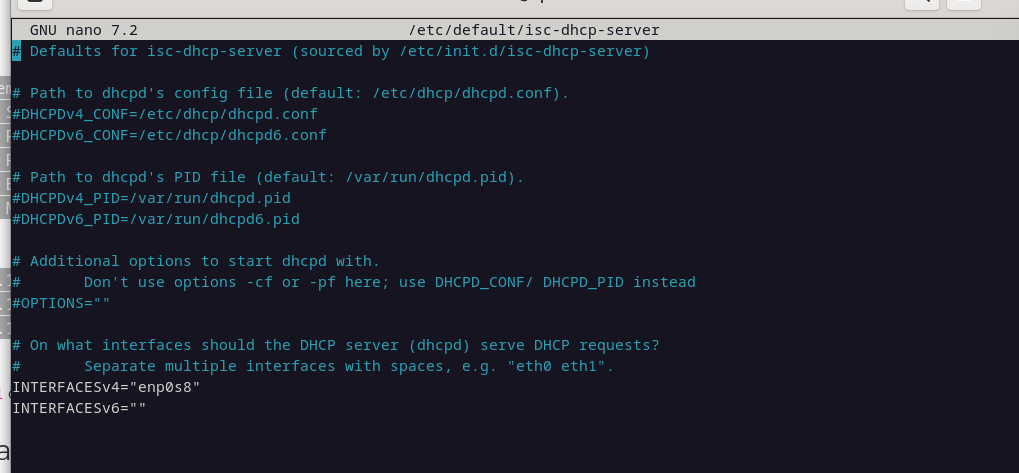 GNU nano 7.2 /etc/default/isc-dhcp-server
# Defaults for isc-dhcp-server (sourced by /etc/init.d/isc-dhcp-server)
# Path to dhcpd's config file (default: /etc/dhcp/dhcpd.conf).
#DHCPDv4_CONF=/etc/dhcp/dhcpd.conf
#DHCPDv6_CONF=/etc/dhcp/dhcpd6.conf
# Path to dhcpd's PID file (default: /var/run/dhcpd.pid).
#DHCPDv4_PID=/var/run/dhcpd.pid
#DHCPDv6_PID=/var/run/dhcpd6.pid
# Additional options to start dhcpd with.
#       Don't use options -cf or -pf here; use DHCPD_CONF/ DHCPD_PID instead
#OPTIONS=""
# On what interfaces should the DHCP server (dhcpd) serve DHCP requests?
#       Separate multiple interfaces with spaces, e.g. "eth0 eth1".
INTERFACESv4="enp0s8"
INTERFACESv6=""